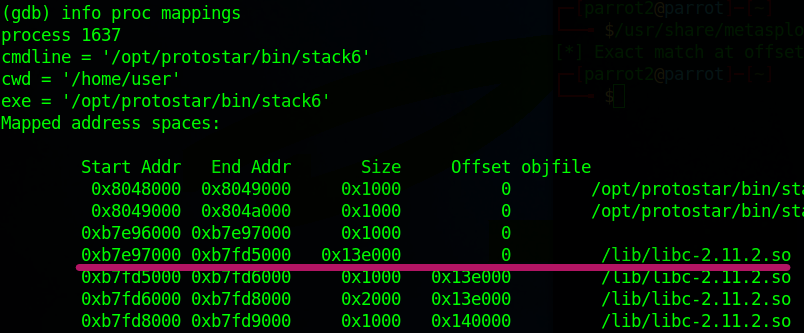 (gdb) info proc mappings
process 1637
cmdline = '/opt/protostar/bin/stack6'
cwd = '/home/user'
exe = '/opt/protostar/bin/stack6'
Mapped address spaces:
Start Addr End Addr Size Offset objfile
0x8048000 0x8049000 0x1000 0 /opt/protostar/bin/sta
0x8049000 0x804a000 0x1000 0 /opt/protostar/bin/sta
0xb7e96000 0xb7e97000 0x1000 0
0xb7e97000 0xb7fd5000 0x13e000 0 /lib/libc-2.11.2.so
0xb7fd5000 0xb7fd6000 0x1000 0x13e000 /lib/libc-2.11.2.so
0xb7fd6000 0xb7fd8000 0x2000 0x13e000 /lib/libc-2.11.2.so
0xb7fd8000 0xb7fd9000 0x1000 0x140000 /lib/libc-2.11.2.so
[parrot2@parrot]-[~]
$/usr/share/metasplo
[*] Exact match at offset
[parrot2@parrot]-[~]
$